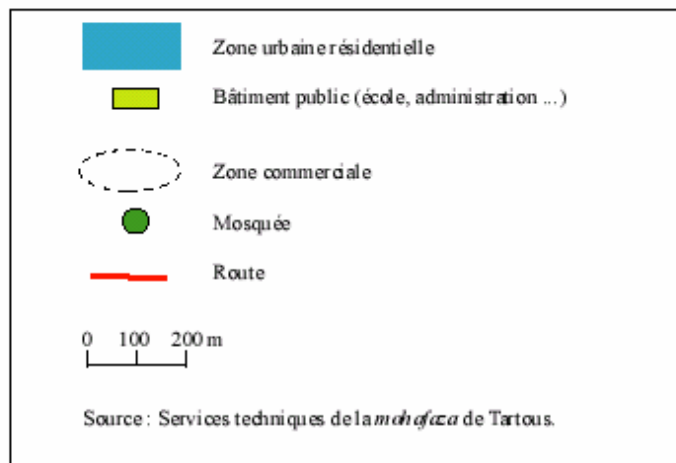 Zone urbaine résidentielle
Bâtiment public (école, administration ...)
Zone commerciale
Mosquée
Route
0 100 200 m
Source : Services techniques de la mohafaza de Tartous.